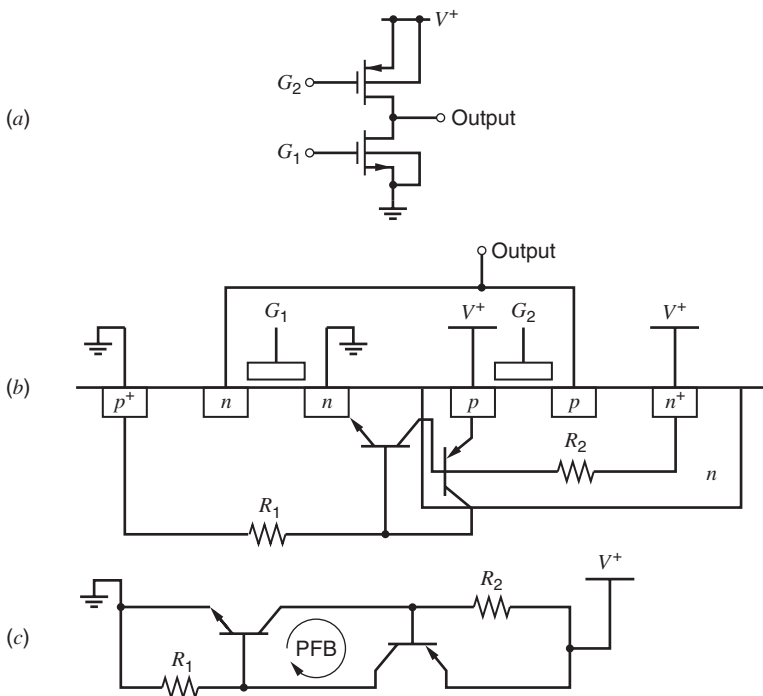 V⁺
G₂
(a)
Output
G₁
Output
G₁
V⁺
G₂
V⁺
(b)
p⁺
n
n
p
p
n⁺
R₂
n
R₁
V⁺
R₂
(c)
PFB
R₁